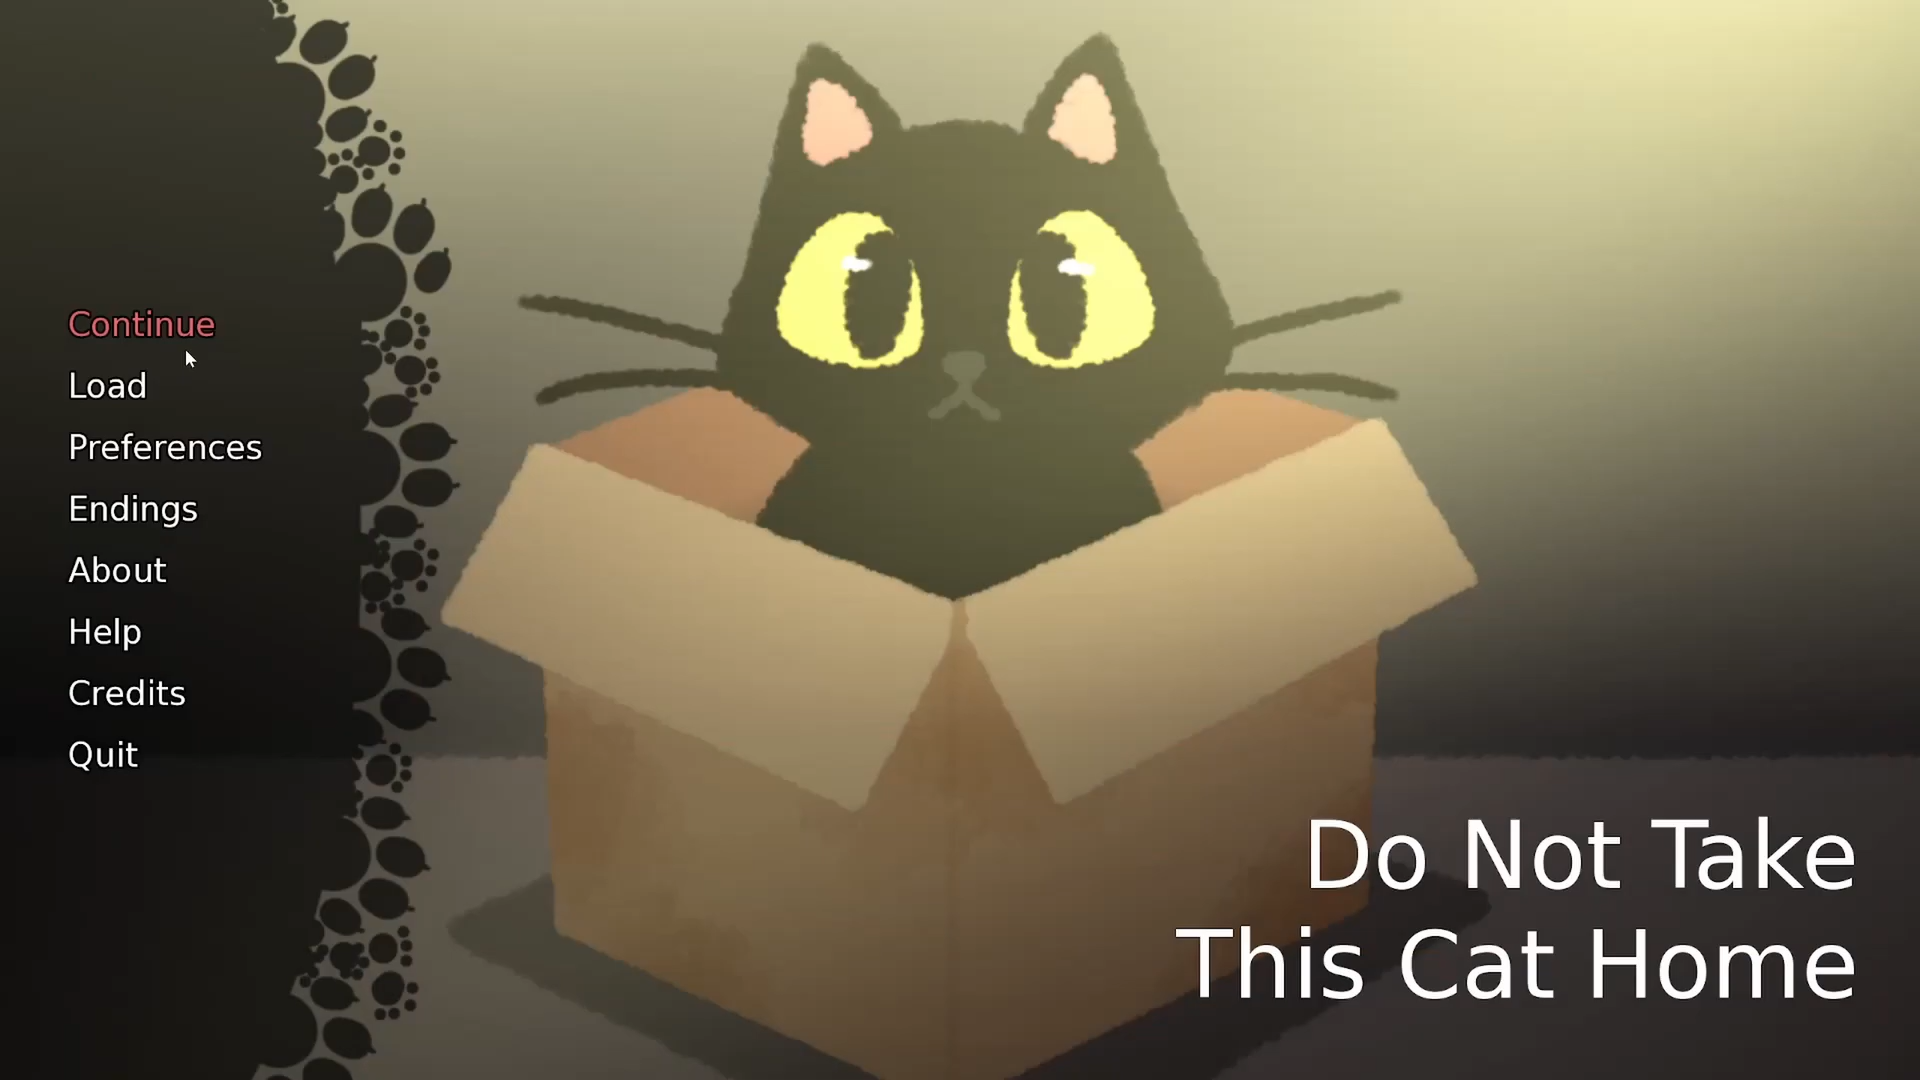 Continue
Load
Preferences
Endings
About
Help
Credits
Quit
Do Not Take
This Cat Home